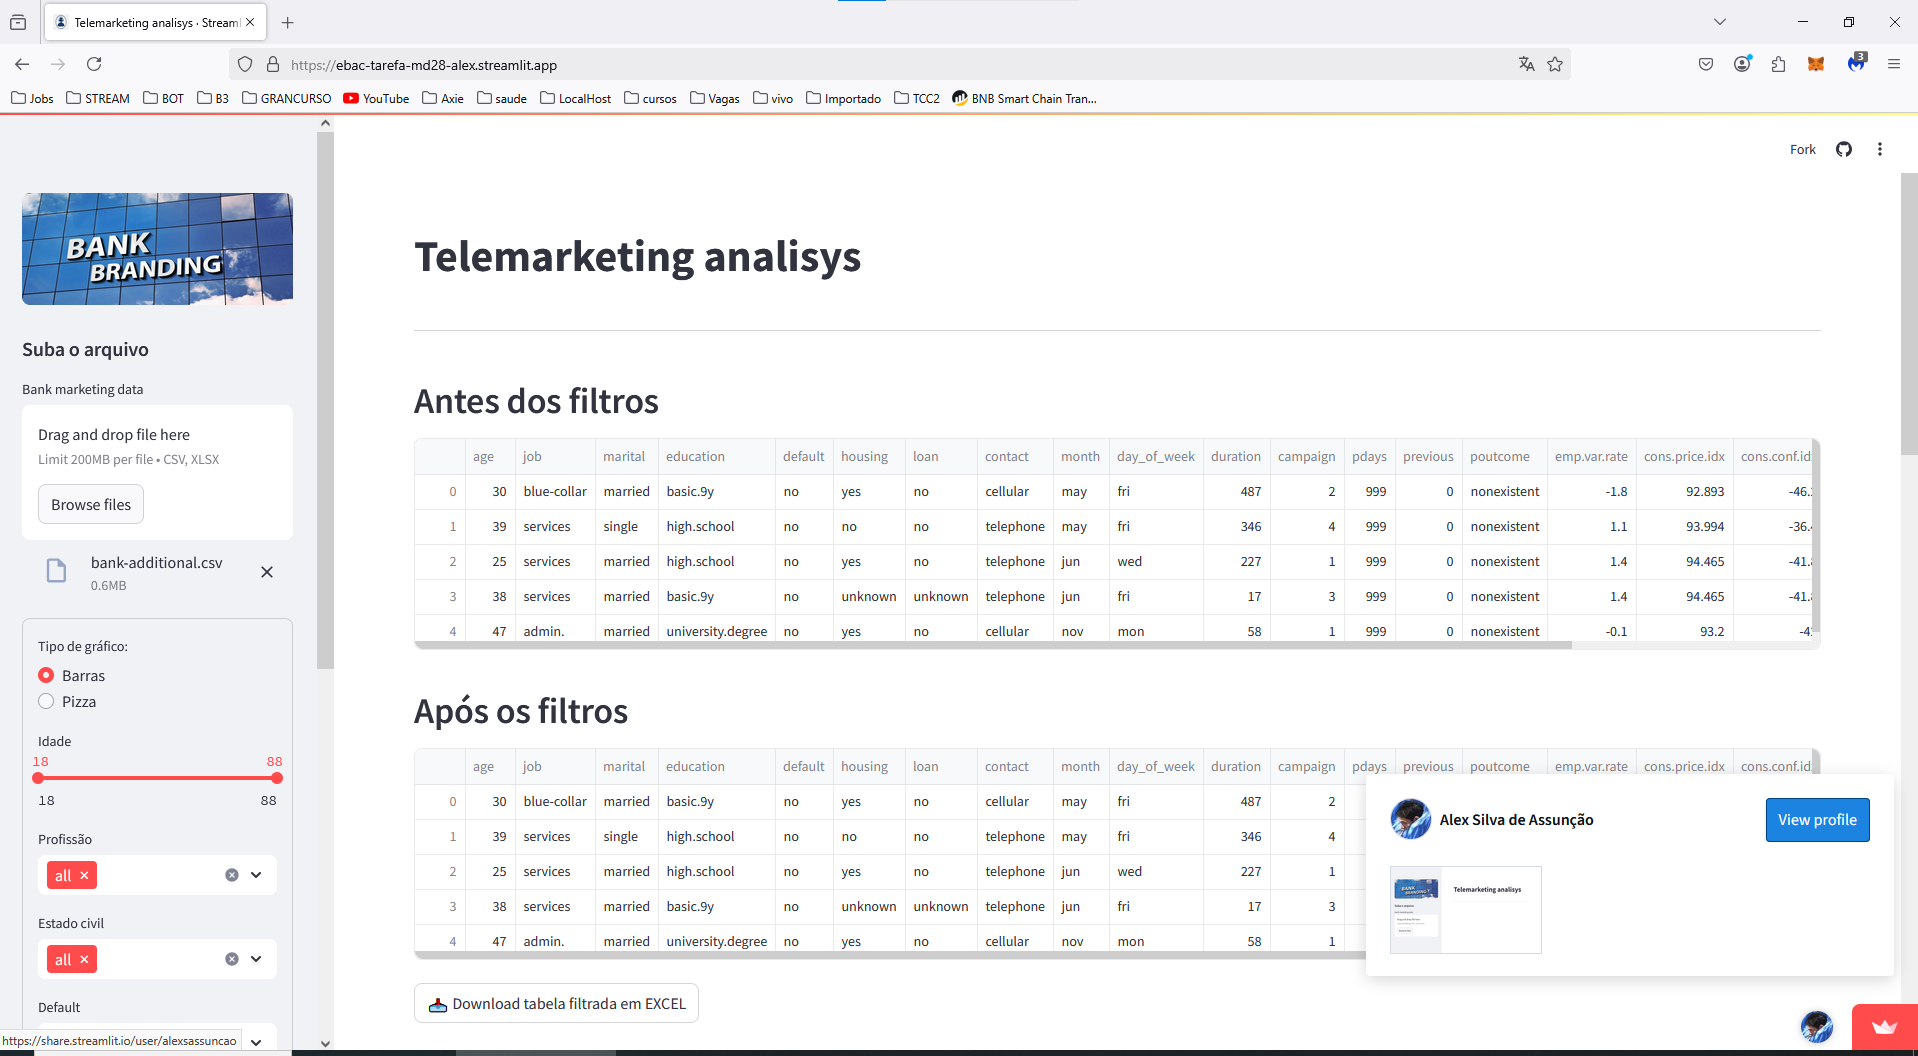 Telemarketing analisys · Streaml
https://ebac-tarefa-md28-alex.streamlit.app
3
Jobs STREAM BOT B3 GRANCURSO YouTube Axie saude LocalHost cursos Vagas vivo Importado TCC2 BNB Smart Chain Tran...
Fork
BANK
BRANDING
Suba o arquivo
Bank marketing data
Drag and drop file here
Limit 200MB per file • CSV, XLSX
Browse files
bank-additional.csv
0.6MB
Tipo de gráfico:
Barras
Pizza
Idade
18 88
18 88
Profissão
all
Estado civil
all
Default
https://share.streamlit.io/user/alexsassuncao
Telemarketing analisys
Antes dos filtros
age job marital education default housing loan contact month day_of_week duration campaign pdays previous poutcome emp.var.rate cons.price.idx cons.conf.id
0 30 blue-collar married basic.9y no yes no cellular may fri 487 2 999 0 nonexistent -1.8 92.893 -46.
1 39 services single high.school no no no telephone may fri 346 4 999 0 nonexistent 1.1 93.994 -36.
2 25 services married high.school no yes no telephone jun wed 227 1 999 0 nonexistent 1.4 94.465 -41.
3 38 services married basic.9y no unknown unknown telephone jun fri 17 3 999 0 nonexistent 1.4 94.465 -41.
4 47 admin. married university.degree no yes no cellular nov mon 58 1 999 0 nonexistent -0.1 93.2 -4
Após os filtros
age job marital education default housing loan contact month day_of_week duration campaign pdays previous poutcome emp.var.rate cons.price.idx cons.conf.id
0 30 blue-collar married basic.9y no yes no cellular may fri 487 2
1 39 services single high.school no no no telephone may fri 346 4
2 25 services married high.school no yes no telephone jun wed 227 1
3 38 services married basic.9y no unknown unknown telephone jun fri 17 3
4 47 admin. married university.degree no yes no cellular nov mon 58 1
Download tabela filtrada em EXCEL
Alex Silva de Assunção
View profile
BANK
BRANDING
Telemarketing analisys